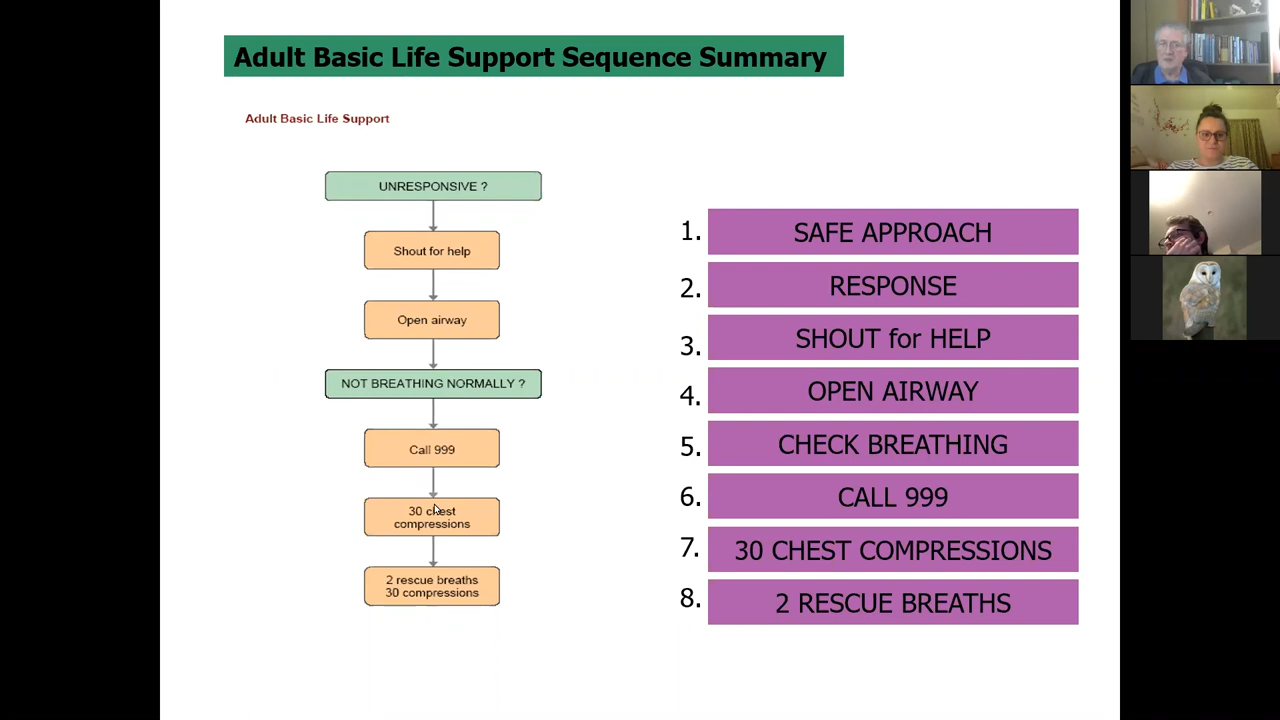 Adult Basic Life Support Sequence Summary
Adult Basic Life Support
UNRESPONSIVE ?
Shout for help
Open airway
NOT BREATHING NORMALLY ?
Call 999
30 chest
compressions
2 rescue breaths
30 compressions
1. SAFE APPROACH
2. RESPONSE
3. SHOUT for HELP
4. OPEN AIRWAY
5. CHECK BREATHING
6. CALL 999
7. 30 CHEST COMPRESSIONS
8. 2 RESCUE BREATHS